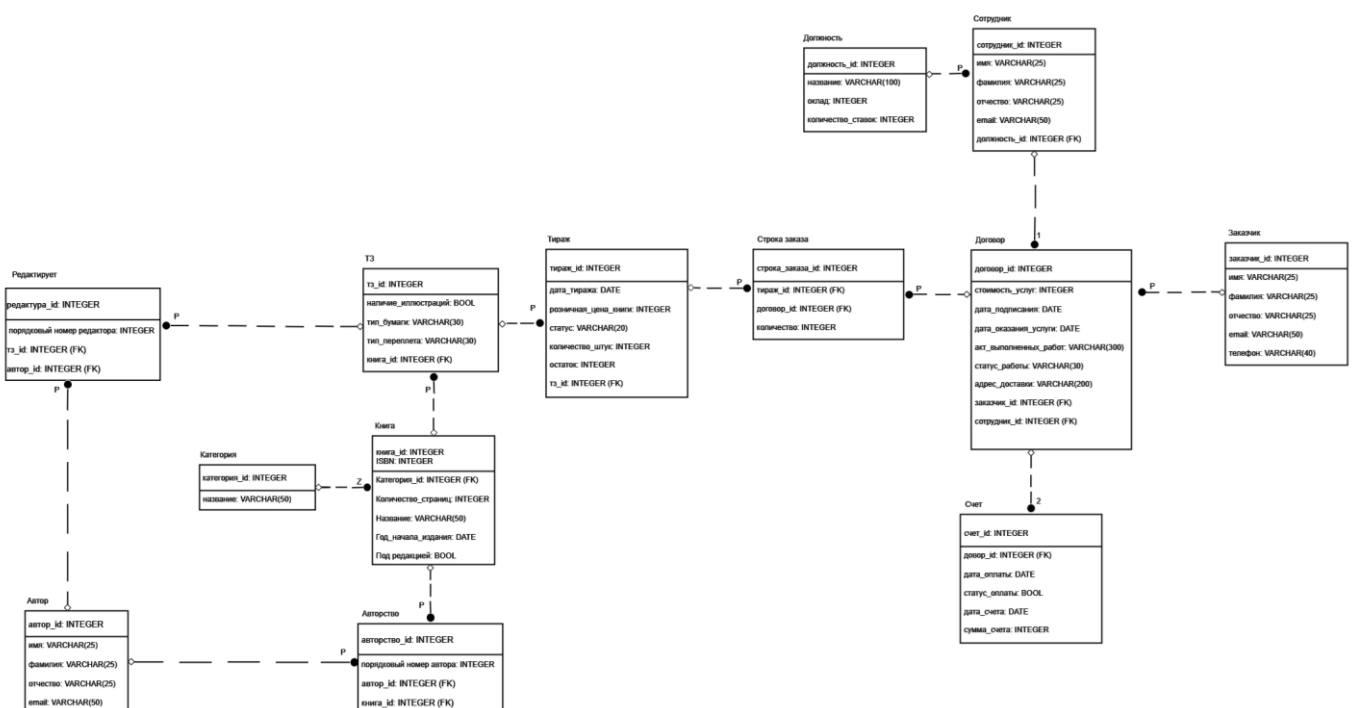 Сотрудник
сотрудник_id: INTEGER
имя: VARCHAR(25)
фамилия: VARCHAR(25)
отчество: VARCHAR(25)
email: VARCHAR(50)
должность_id: INTEGER (FK)
Должность
должность_id: INTEGER
название: VARCHAR(100)
оклад: INTEGER
количество_ставок: INTEGER
P
1
Редактирует
редактура_id: INTEGER
порядковый номер редактора: INTEGER
тз_id: INTEGER (FK)
автор_id: INTEGER (FK)
P
P
ТЗ
тз_id: INTEGER
наличие_иллюстраций: BOOL
тип_бумаги: VARCHAR(30)
тип_переплета: VARCHAR(30)
книга_id: INTEGER (FK)
P
P
Тираж
тираж_id: INTEGER
дата_тиража: DATE
розничная_цена_книги: INTEGER
статус: VARCHAR(20)
количество_штук: INTEGER
остаток: INTEGER
тз_id: INTEGER (FK)
P
Строка заказа
строка_заказа_id: INTEGER
тираж_id: INTEGER (FK)
договор_id: INTEGER (FK)
количество: INTEGER
P
Договор
договор_id: INTEGER
стоимость_услуг: INTEGER
дата_подписания: DATE
дата_оказания_услуги: DATE
акт_выполненных_работ: VARCHAR(300)
статус_работы: VARCHAR(30)
адрес_доставки: VARCHAR(200)
заказчик_id: INTEGER (FK)
сотрудник_id: INTEGER (FK)
P
Заказчик
заказчик_id: INTEGER
имя: VARCHAR(25)
фамилия: VARCHAR(25)
отчество: VARCHAR(25)
email: VARCHAR(50)
телефон: VARCHAR(40)
Категория
категория_id: INTEGER
название: VARCHAR(50)
Z
Книга
книга_id: INTEGER
ISBN: INTEGER
Категория_id: INTEGER (FK)
Количество_страниц: INTEGER
Название: VARCHAR(50)
Год_начала_издания: DATE
Под редакцией: BOOL
P
2
Счет
счет_id: INTEGER
довор_id: INTEGER (FK)
дата_оплаты: DATE
статус_оплаты: BOOL
дата_счета: DATE
сумма_счета: INTEGER
Автор
автор_id: INTEGER
имя: VARCHAR(25)
фамилия: VARCHAR(25)
отчество: VARCHAR(25)
email: VARCHAR(50)
P
Авторство
авторство_id: INTEGER
порядковый номер автора: INTEGER
автор_id: INTEGER (FK)
книга_id: INTEGER (FK)